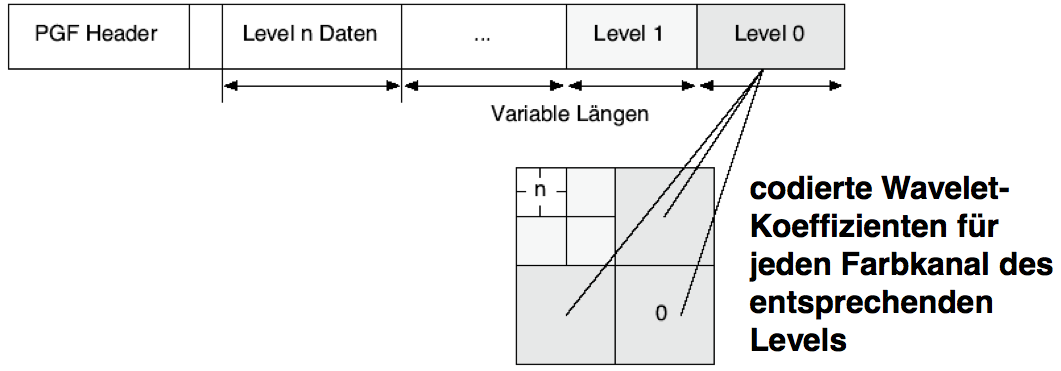 PGF Header
Level n Daten
...
Level 1
Level 0
Variable Längen
n
0
codierte Wavelet-
Koeffizienten für
jeden Farbkanal des
entsprechenden
Levels